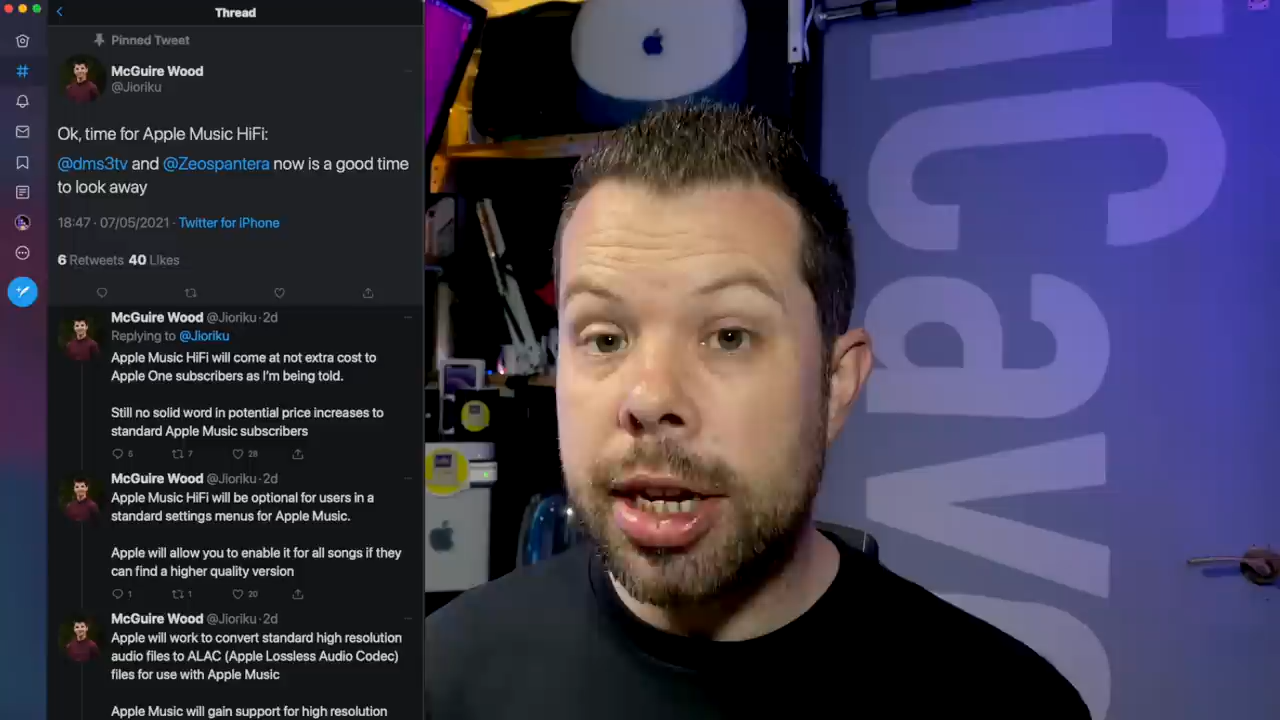 Thread
Pinned Tweet
McGuire Wood
@Jioriku
Ok, time for Apple Music HiFi:
@dms3tv and @Zeospantera now is a good time
to look away
18:47 · 07/05/2021 · Twitter for iPhone
6 Retweets 40 Likes
McGuire Wood @Jioriku · 2d
Replying to @Jioriku
Apple Music HiFi will come at not extra cost to
Apple One subscribers as I'm being told.
Still no solid word in potential price increases to
standard Apple Music subscribers
6 7 28
McGuire Wood @Jioriku · 2d
Apple Music HiFi will be optional for users in a
standard settings menus for Apple Music.
Apple will allow you to enable it for all songs if they
can find a higher quality version
1 1 20
McGuire Wood @Jioriku · 2d
Apple will work to convert standard high resolution
audio files to ALAC (Apple Lossless Audio Codec)
files for use with Apple Music
Apple Music will gain support for high resolution